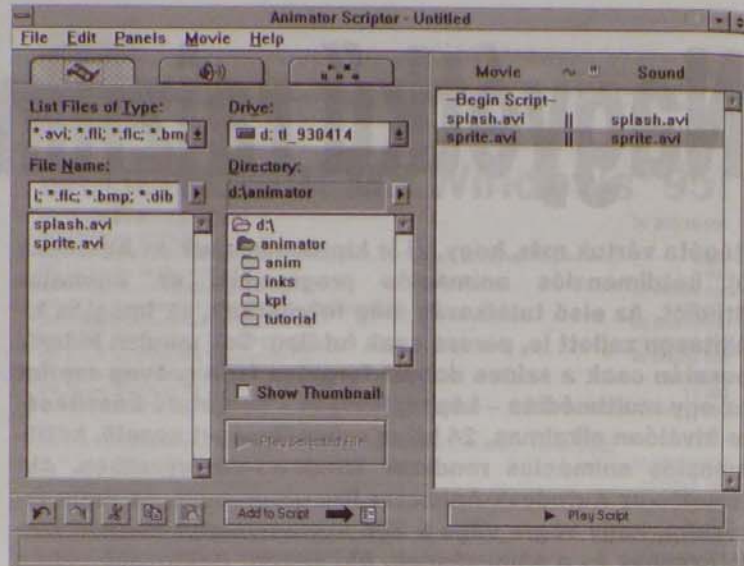 Animator Scriptor - Untitled
File Edit Panels Movie Help
List Files of Type:
*.avi; *.fli; *.flc; *.bm
Drive:
d: tl_930414
File Name:
i; *.flc; *.bmp; *.dib
Directory:
d:\animator
splash.avi
sprite.avi
d:\
animator
anim
inks
kpt
tutorial
Show Thumbnail
Add to Script
Movie Sound
--Begin Script--
splash.avi || splash.avi
sprite.avi || sprite.avi
Play Script